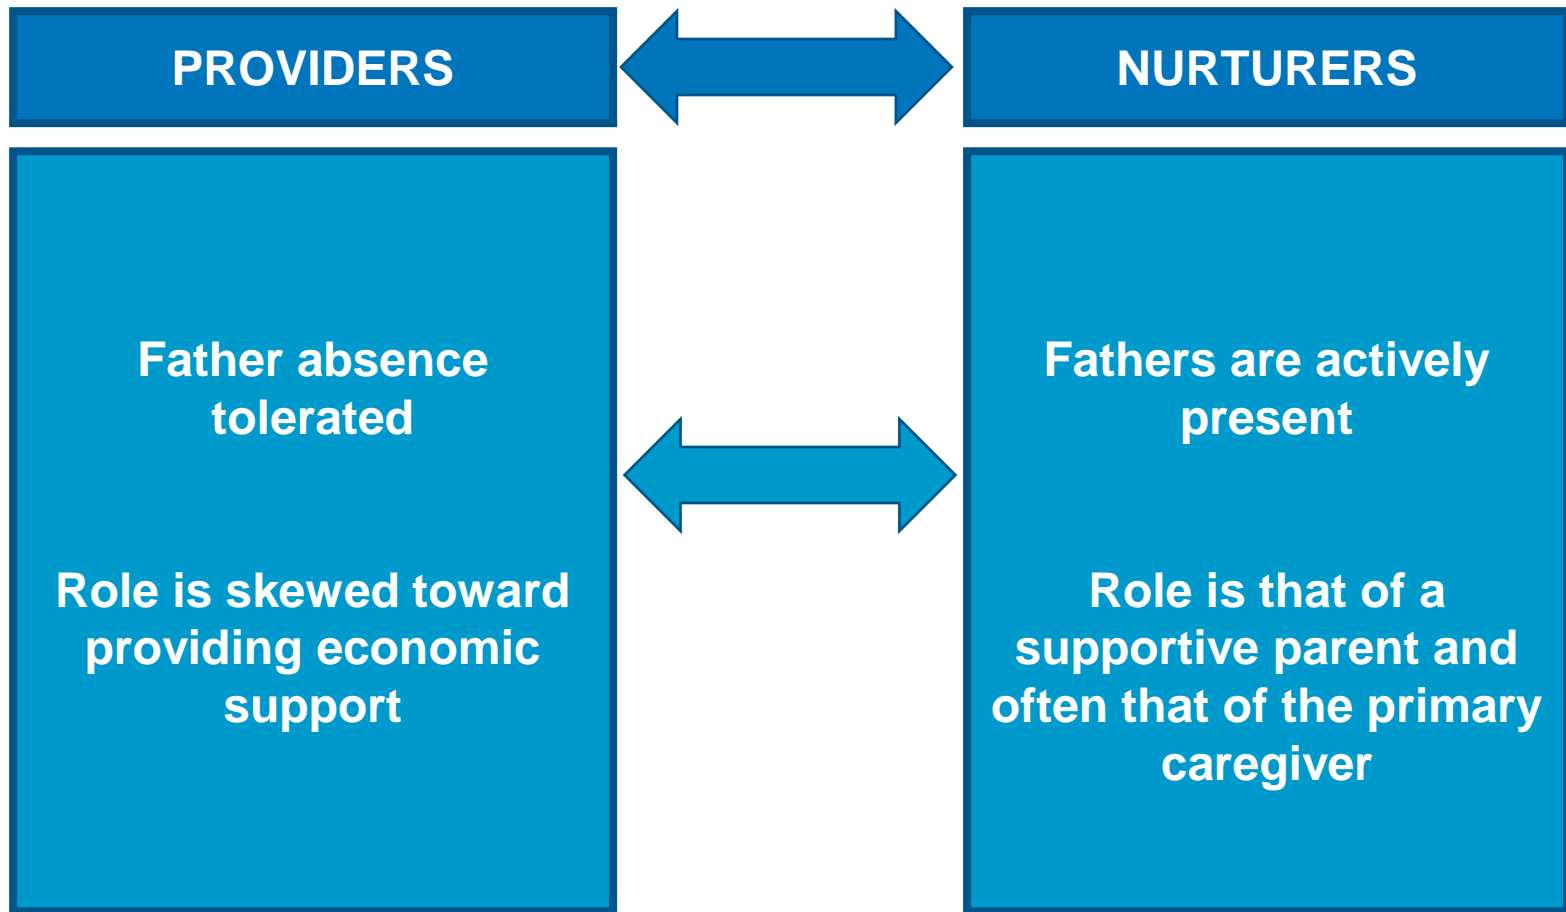 PROVIDERS
NURTURERS
Father absence
tolerated
Role is skewed toward
providing economic
support
Fathers are actively
present
Role is that of a
supportive parent and
often that of the primary
caregiver